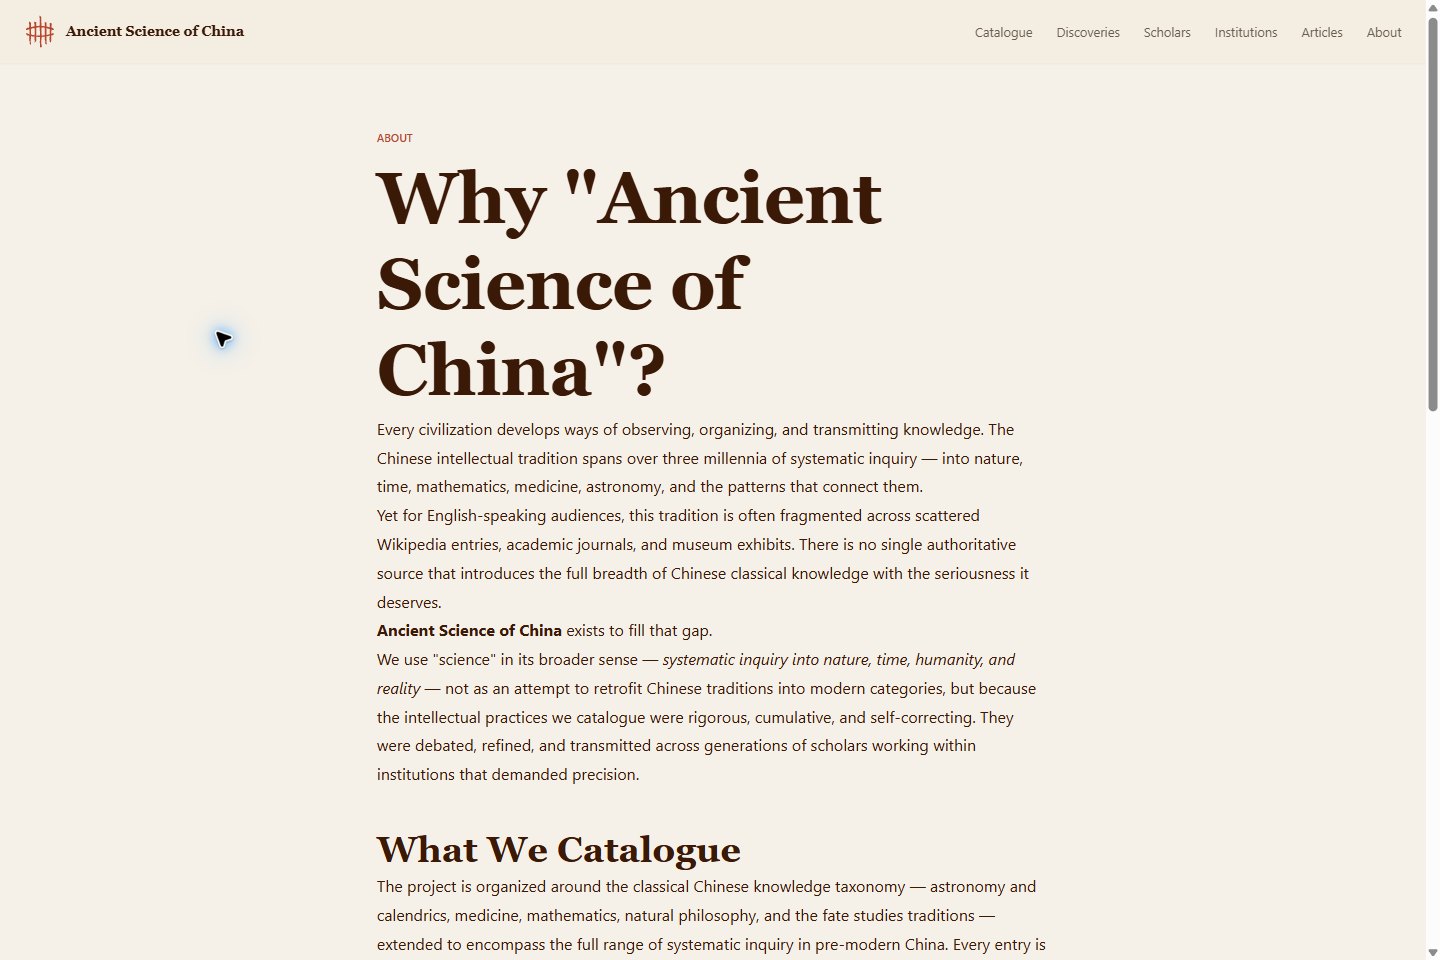 Ancient Science of China
Catalogue Discoveries Scholars Institutions Articles About
ABOUT
Why "Ancient
Science of
China"?
Every civilization develops ways of observing, organizing, and transmitting knowledge. The
Chinese intellectual tradition spans over three millennia of systematic inquiry — into nature,
time, mathematics, medicine, astronomy, and the patterns that connect them.
Yet for English-speaking audiences, this tradition is often fragmented across scattered
Wikipedia entries, academic journals, and museum exhibits. There is no single authoritative
source that introduces the full breadth of Chinese classical knowledge with the seriousness it
deserves.
Ancient Science of China exists to fill that gap.
We use "science" in its broader sense — systematic inquiry into nature, time, humanity, and
reality — not as an attempt to retrofit Chinese traditions into modern categories, but because
the intellectual practices we catalogue were rigorous, cumulative, and self-correcting. They
were debated, refined, and transmitted across generations of scholars working within
institutions that demanded precision.
What We Catalogue
The project is organized around the classical Chinese knowledge taxonomy — astronomy and
calendrics, medicine, mathematics, natural philosophy, and the fate studies traditions —
extended to encompass the full range of systematic inquiry in pre-modern China. Every entry is